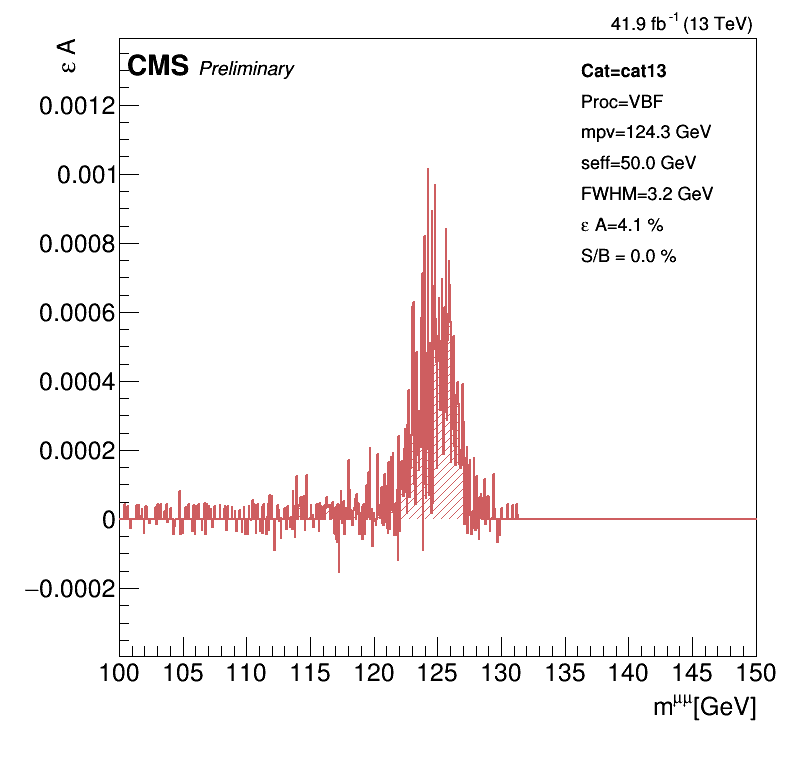 41.9 fb⁻¹ (13 TeV)
ε A
CMS Preliminary
Cat=cat13
Proc=VBF
mpv=124.3 GeV
seff=50.0 GeV
FWHM=3.2 GeV
ε A=4.1 %
S/B = 0.0 %
0.0012
0.001
0.0008
0.0006
0.0004
0.0002
0
−0.0002
100 105 110 115 120 125 130 135 140 145 150
m^μμ[GeV]